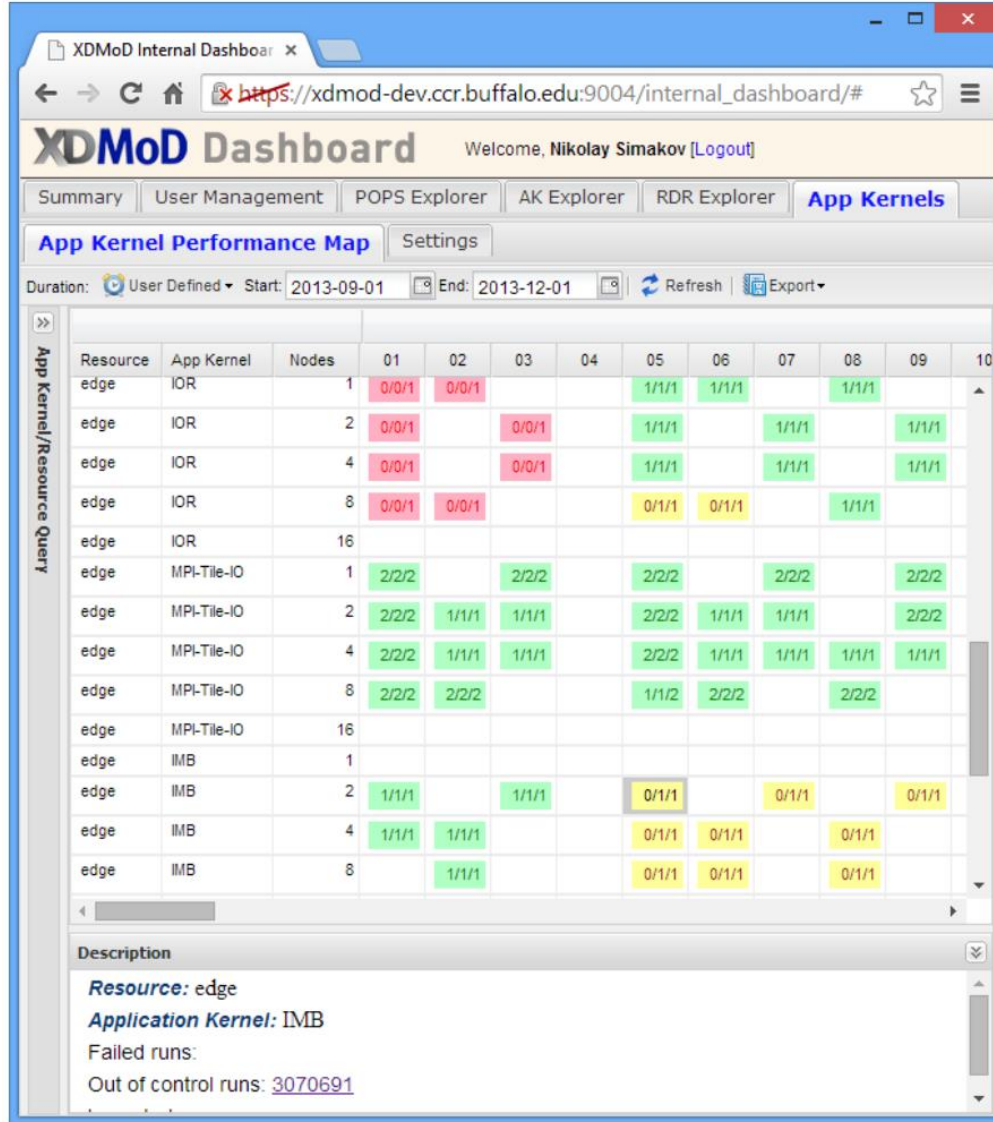 XDMoD Internal Dashboar
https://xdmod-dev.ccr.buffalo.edu:9004/internal_dashboard/#
XDMoD Dashboard Welcome, Nikolay Simakov [Logout]
Summary User Management POPS Explorer AK Explorer RDR Explorer App Kernels
App Kernel Performance Map Settings
Duration: User Defined Start: 2013-09-01 End: 2013-12-01 Refresh Export
App Kernel/Resource Query
Resource App Kernel Nodes 01 02 03 04 05 06 07 08 09 10
edge IOR 1 0/0/1 0/0/1 1/1/1 1/1/1 1/1/1
edge IOR 2 0/0/1 0/0/1 1/1/1 1/1/1 1/1/1
edge IOR 4 0/0/1 0/0/1 1/1/1 1/1/1 1/1/1
edge IOR 8 0/0/1 0/0/1 0/1/1 0/1/1 1/1/1
edge IOR 16
edge MPI-Tile-IO 1 2/2/2 2/2/2 2/2/2 2/2/2 2/2/2
edge MPI-Tile-IO 2 2/2/2 1/1/1 1/1/1 2/2/2 1/1/1 1/1/1 2/2/2
edge MPI-Tile-IO 4 2/2/2 1/1/1 1/1/1 2/2/2 1/1/1 1/1/1 1/1/1 1/1/1
edge MPI-Tile-IO 8 2/2/2 2/2/2 1/1/2 2/2/2 2/2/2
edge MPI-Tile-IO 16
edge IMB 1
edge IMB 2 1/1/1 1/1/1 0/1/1 0/1/1 0/1/1
edge IMB 4 1/1/1 1/1/1 0/1/1 0/1/1 0/1/1
edge IMB 8 1/1/1 0/1/1 0/1/1 0/1/1
Description
Resource: edge
Application Kernel: IMB
Failed runs:
Out of control runs: 3070691